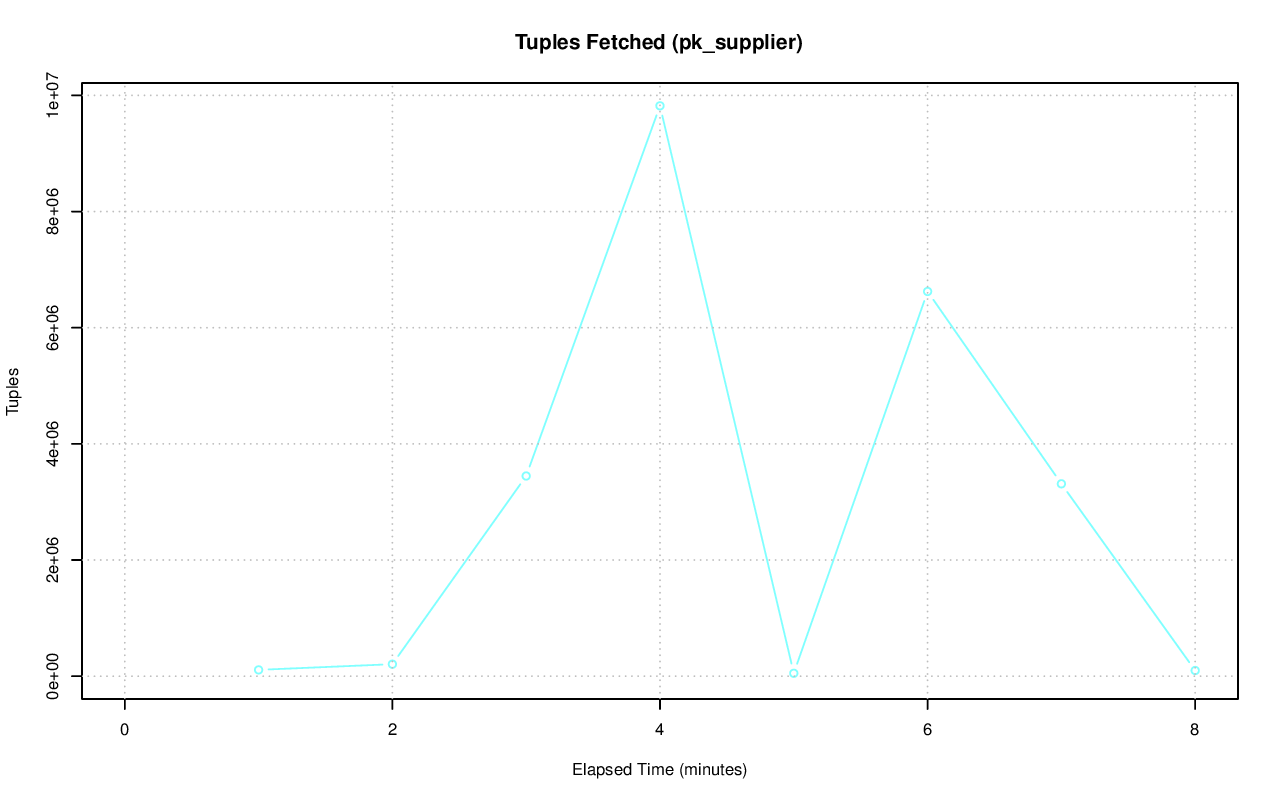 Tuples Fetched (pk_supplier)
1e+07
8e+06
6e+06
4e+06
2e+06
0e+00
Tuples
0 2 4 6 8
Elapsed Time (minutes)